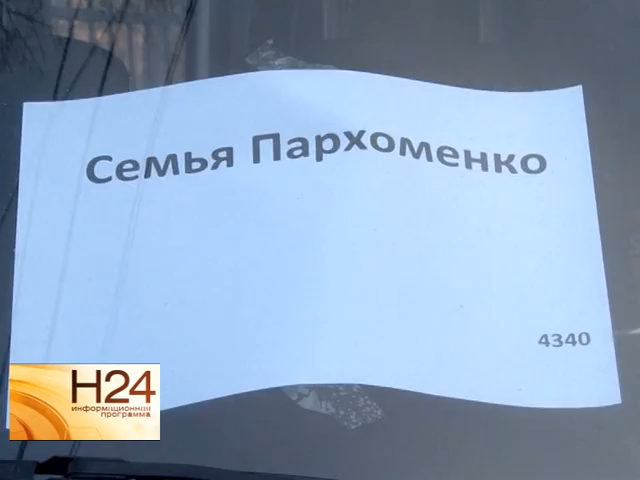 Семья Пархоменко
4340
Н24
информационная
программа